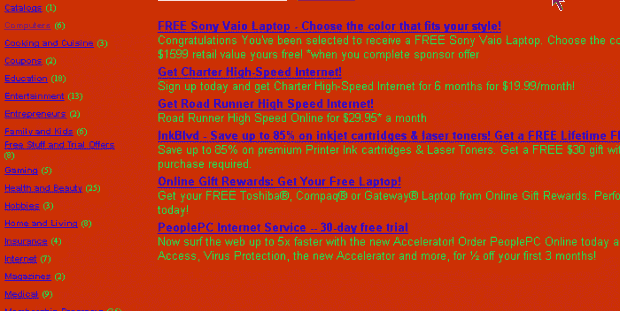 Catalogs (1)
Computers (6)
Cooking and Cuisine (3)
Coupons (2)
Education (18)
Entertainment (13)
Entrepreneurs (2)
Family and Kids (6)
Free Stuff and Trial Offers
(8)
Gaming (5)
Health and Beauty (25)
Hobbies (3)
Home and Living (8)
Insurance (4)
Internet (7)
Magazines (2)
Medical (9)
FREE Sony Vaio Laptop - Choose the color that fits your style!
Congratulations You've been selected to receive a FREE Sony Vaio Laptop. Choose the co
$1599 retail value yours free! *when you complete sponsor offer
Get Charter High-Speed Internet!
Sign up today and get Charter High-Speed Internet for 6 months for $19.99/month!
Get Road Runner High Speed Internet!
Road Runner High Speed Online for $29.95* a month
InkBlvd - Save up to 85% on inkjet cartridges & laser toners! Get a FREE Lifetime F
Save up to 85% on premium Printer Ink cartridges & Laser Toners. Get a FREE $30 gift wi
purchase required.
Online Gift Rewards: Get Your Free Laptop!
Get your FREE Toshiba®, Compaq® or Gateway® Laptop from Online Gift Rewards. Perfo
today!
PeoplePC Internet Service -- 30-day free trial
Now surf the web up to 5x faster with the new Accelerator! Order PeoplePC Online today a
Access, Virus Protection, the new Accelerator and more, for ½ off your first 3 months!